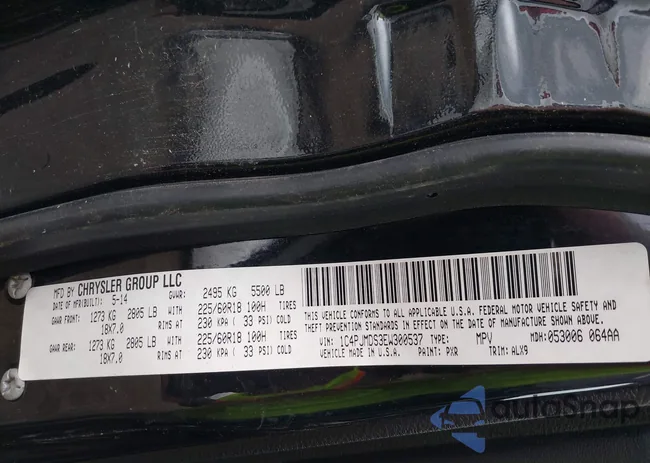 MFD BY CHRYSLER GROUP LLC
DATE OF MFR(BUILT): 5-14 GVWR: 2495 KG 5500 LB
GAWR FRONT: 1273 KG 2805 LB WITH 225/60R18 100H TIRES
18X7.0 RIMS AT 230 KPA ( 33 PSI) COLD
GAWR REAR: 1273 KG 2805 LB WITH 225/60R18 100H TIRES
18X7.0 RIMS AT 230 KPA ( 33 PSI) COLD
THIS VEHICLE CONFORMS TO ALL APPLICABLE U.S.A. FEDERAL MOTOR VEHICLE SAFETY AND
THEFT PREVENTION STANDARDS IN EFFECT ON THE DATE OF MANUFACTURE SHOWN ABOVE.
VIN: 1C4PJMDS3EW300537 TYPE: MPV MDH: 053006 064AA
VEHICLE MADE IN U.S.A. PAINT: PXR TRIM: ALX9
autoSnap